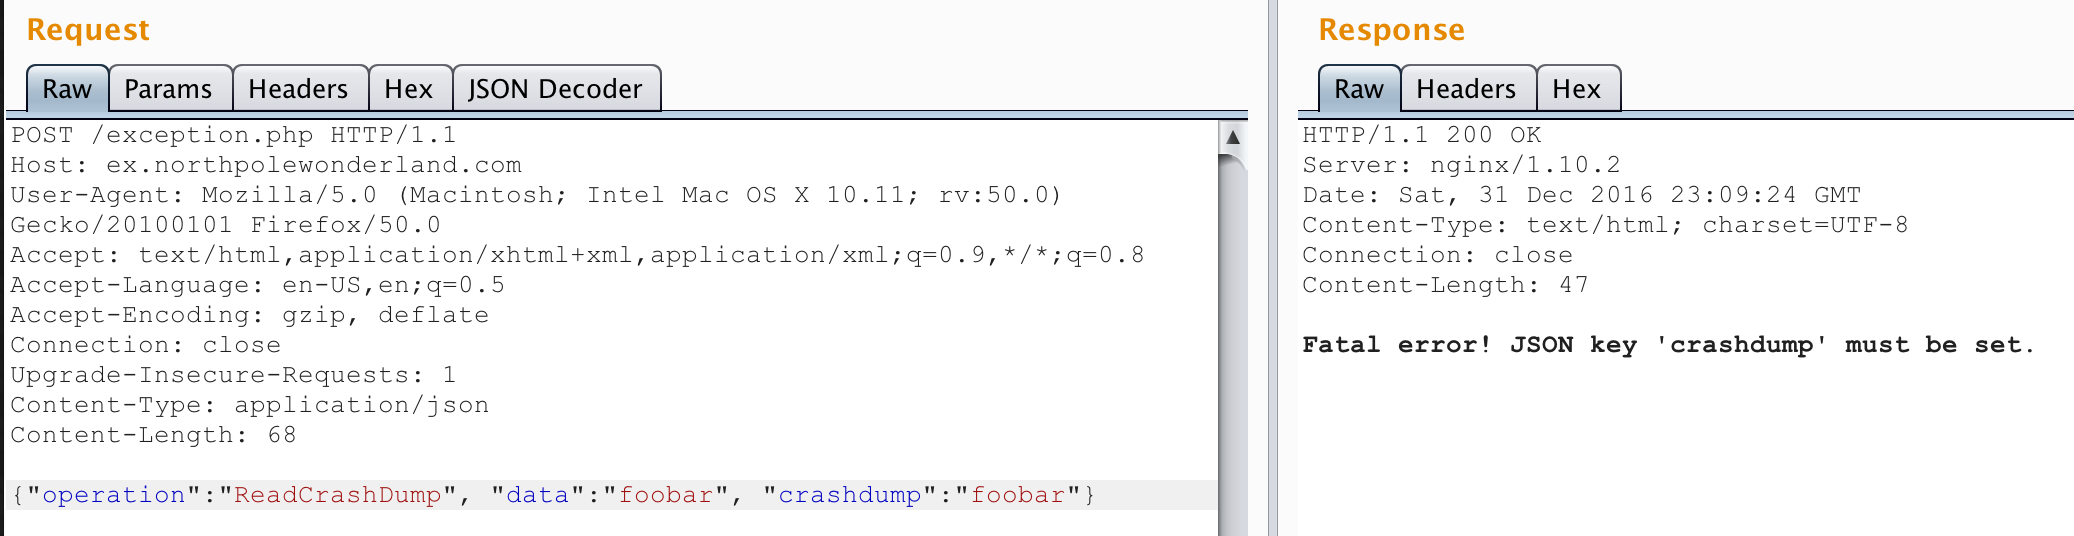 Request
Raw Params Headers Hex JSON Decoder
POST /exception.php HTTP/1.1
Host: ex.northpolewonderland.com
User-Agent: Mozilla/5.0 (Macintosh; Intel Mac OS X 10.11; rv:50.0)
Gecko/20100101 Firefox/50.0
Accept: text/html,application/xhtml+xml,application/xml;q=0.9,*/*;q=0.8
Accept-Language: en-US,en;q=0.5
Accept-Encoding: gzip, deflate
Connection: close
Upgrade-Insecure-Requests: 1
Content-Type: application/json
Content-Length: 68
{"operation":"ReadCrashDump", "data":"foobar", "crashdump":"foobar"}
Response
Raw Headers Hex
HTTP/1.1 200 OK
Server: nginx/1.10.2
Date: Sat, 31 Dec 2016 23:09:24 GMT
Content-Type: text/html; charset=UTF-8
Connection: close
Content-Length: 47
Fatal error! JSON key 'crashdump' must be set.